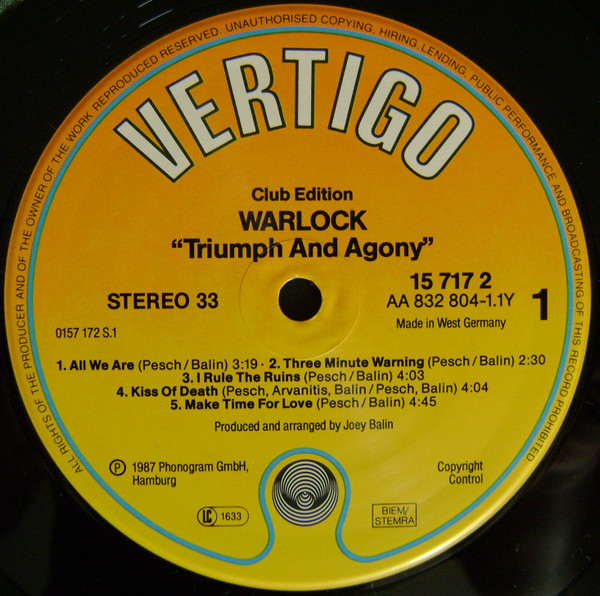 ALL RIGHTS OF THE PRODUCER AND OF THE OWNER OF THE WORK REPRODUCED RESERVED. UNAUTHORISED COPYING, HIRING, LENDING, PUBLIC PERFORMANCE AND BROADCASTING OF THIS RECORD PROHIBITED
VERTIGO
Club Edition
WARLOCK
“Triumph And Agony”
STEREO 33
15 717 2
AA 832 804-1.1Y
1
0157 172 S.1
Made in West Germany
1. All We Are (Pesch/Balin) 3:19 · 2. Three Minute Warning (Pesch/Balin) 2:30
3. I Rule The Ruins (Pesch/Balin) 4:03
4. Kiss Of Death (Pesch, Arvanitis, Balin/Pesch, Balin) 4:04
5. Make Time For Love (Pesch/Balin) 4:45
Produced and arranged by Joey Balin
℗ 1987 Phonogram GmbH,
Hamburg
Copyright
Control
LC 1633
BIEM/
STEMRA